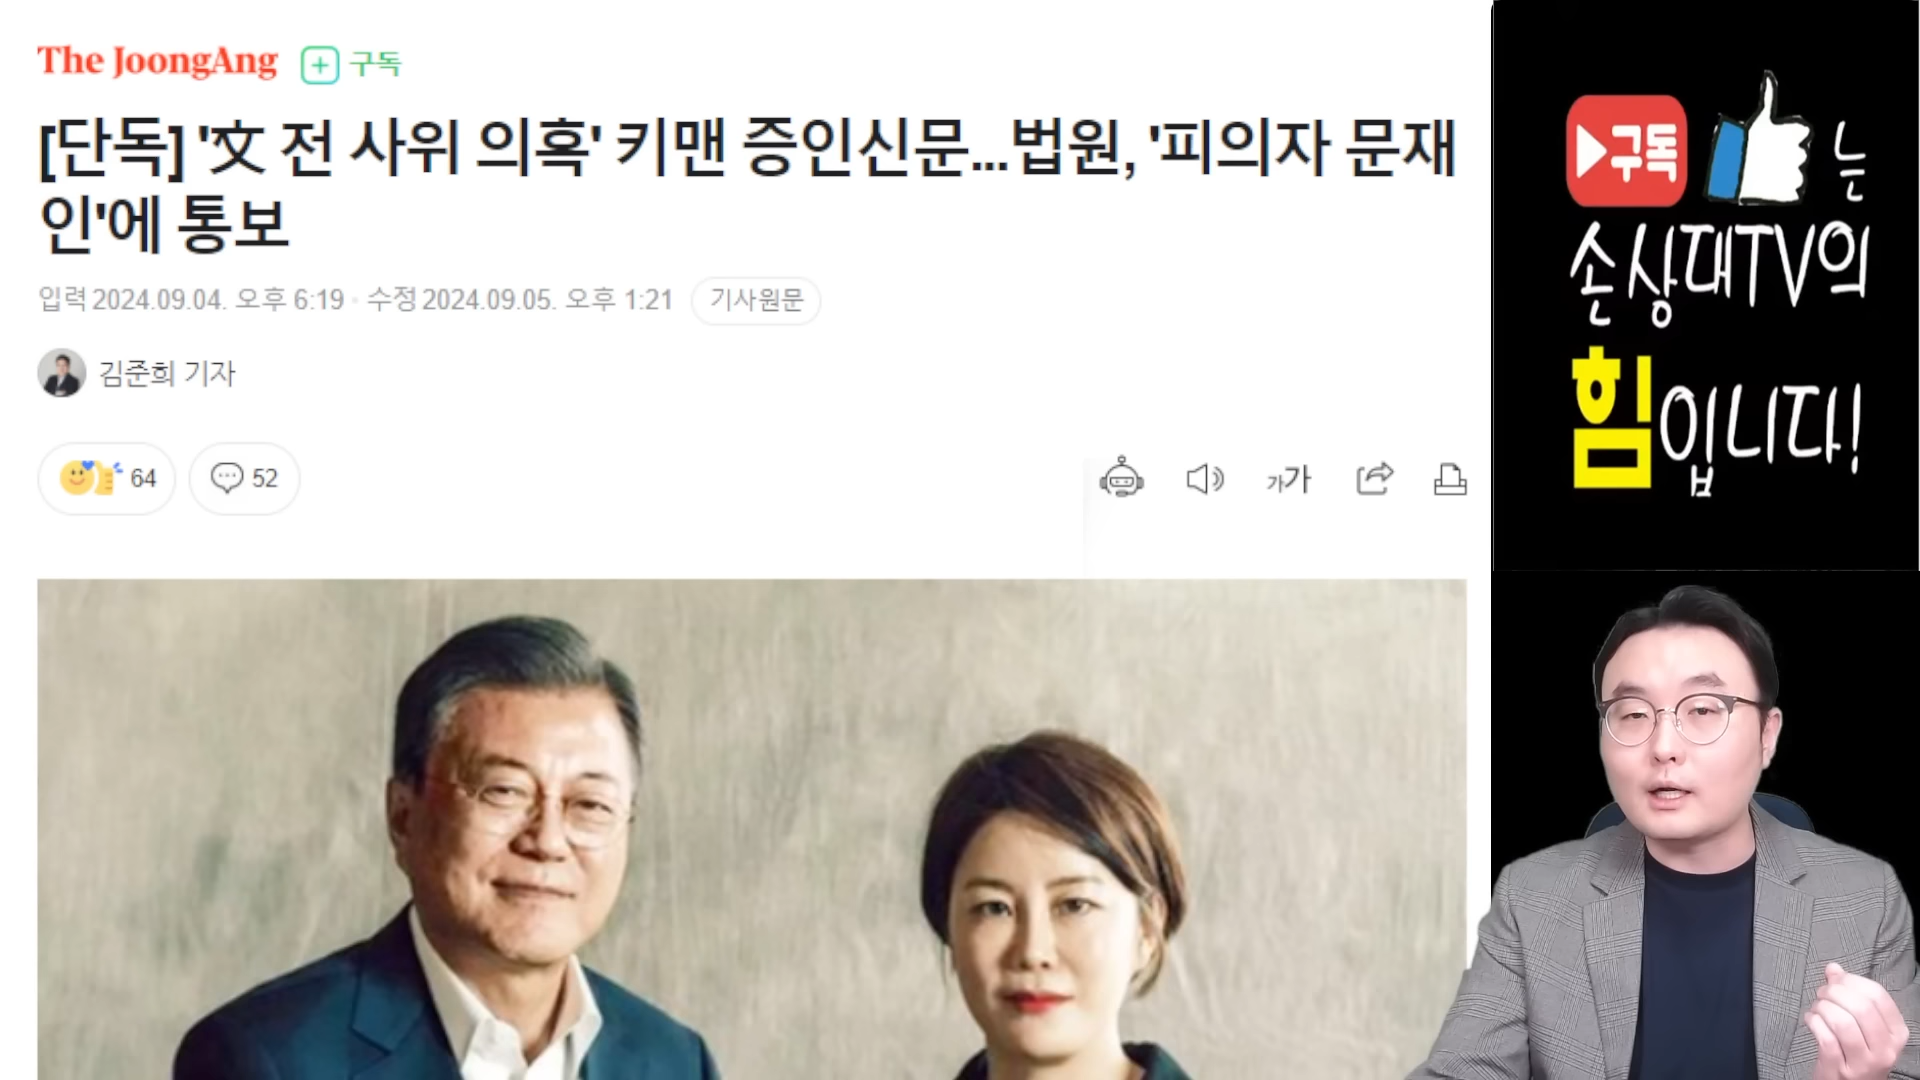 The JoongAng + 구독
[단독] '文 전 사위 의혹' 키맨 증인신문...법원, '피의자 문재
인'에 통보
입력 2024.09.04. 오후 6:19 · 수정 2024.09.05. 오후 1:21 기사원문
김준희 기자
64 52 가가
구독 는
손상대TV의
힘입니다!